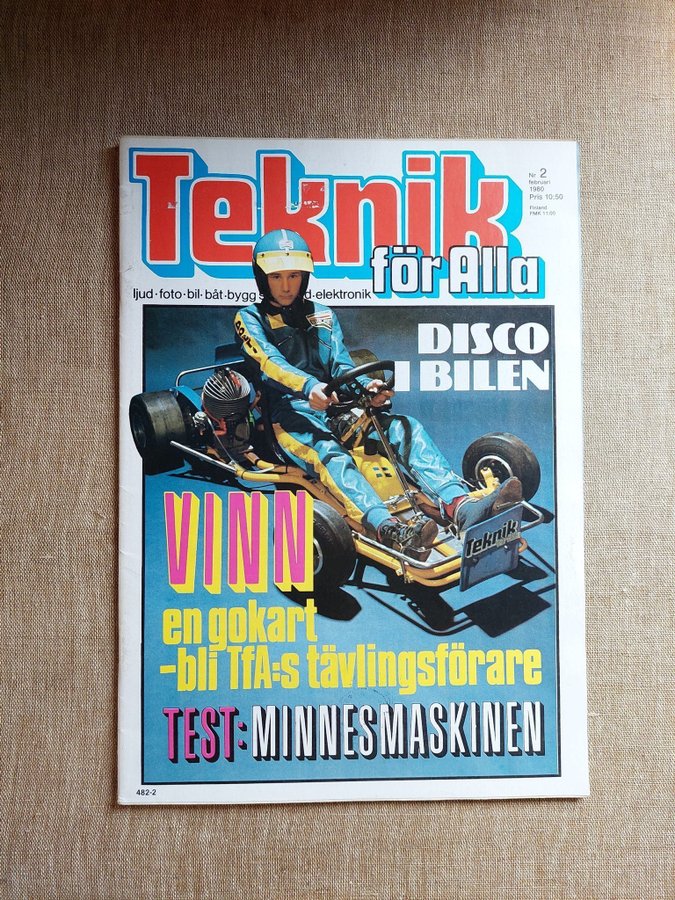 Teknik
för Alla
Nr 2
februari
1980
Pris 10:50
Finland
FMK 11:00
ljud·foto·bil·båt·bygg s d·elektronik
DISCO
I BILEN
Teknik
VINN
en gokart
-bli TfA:s tävlingsförare
TEST: MINNESMASKINEN
482-2